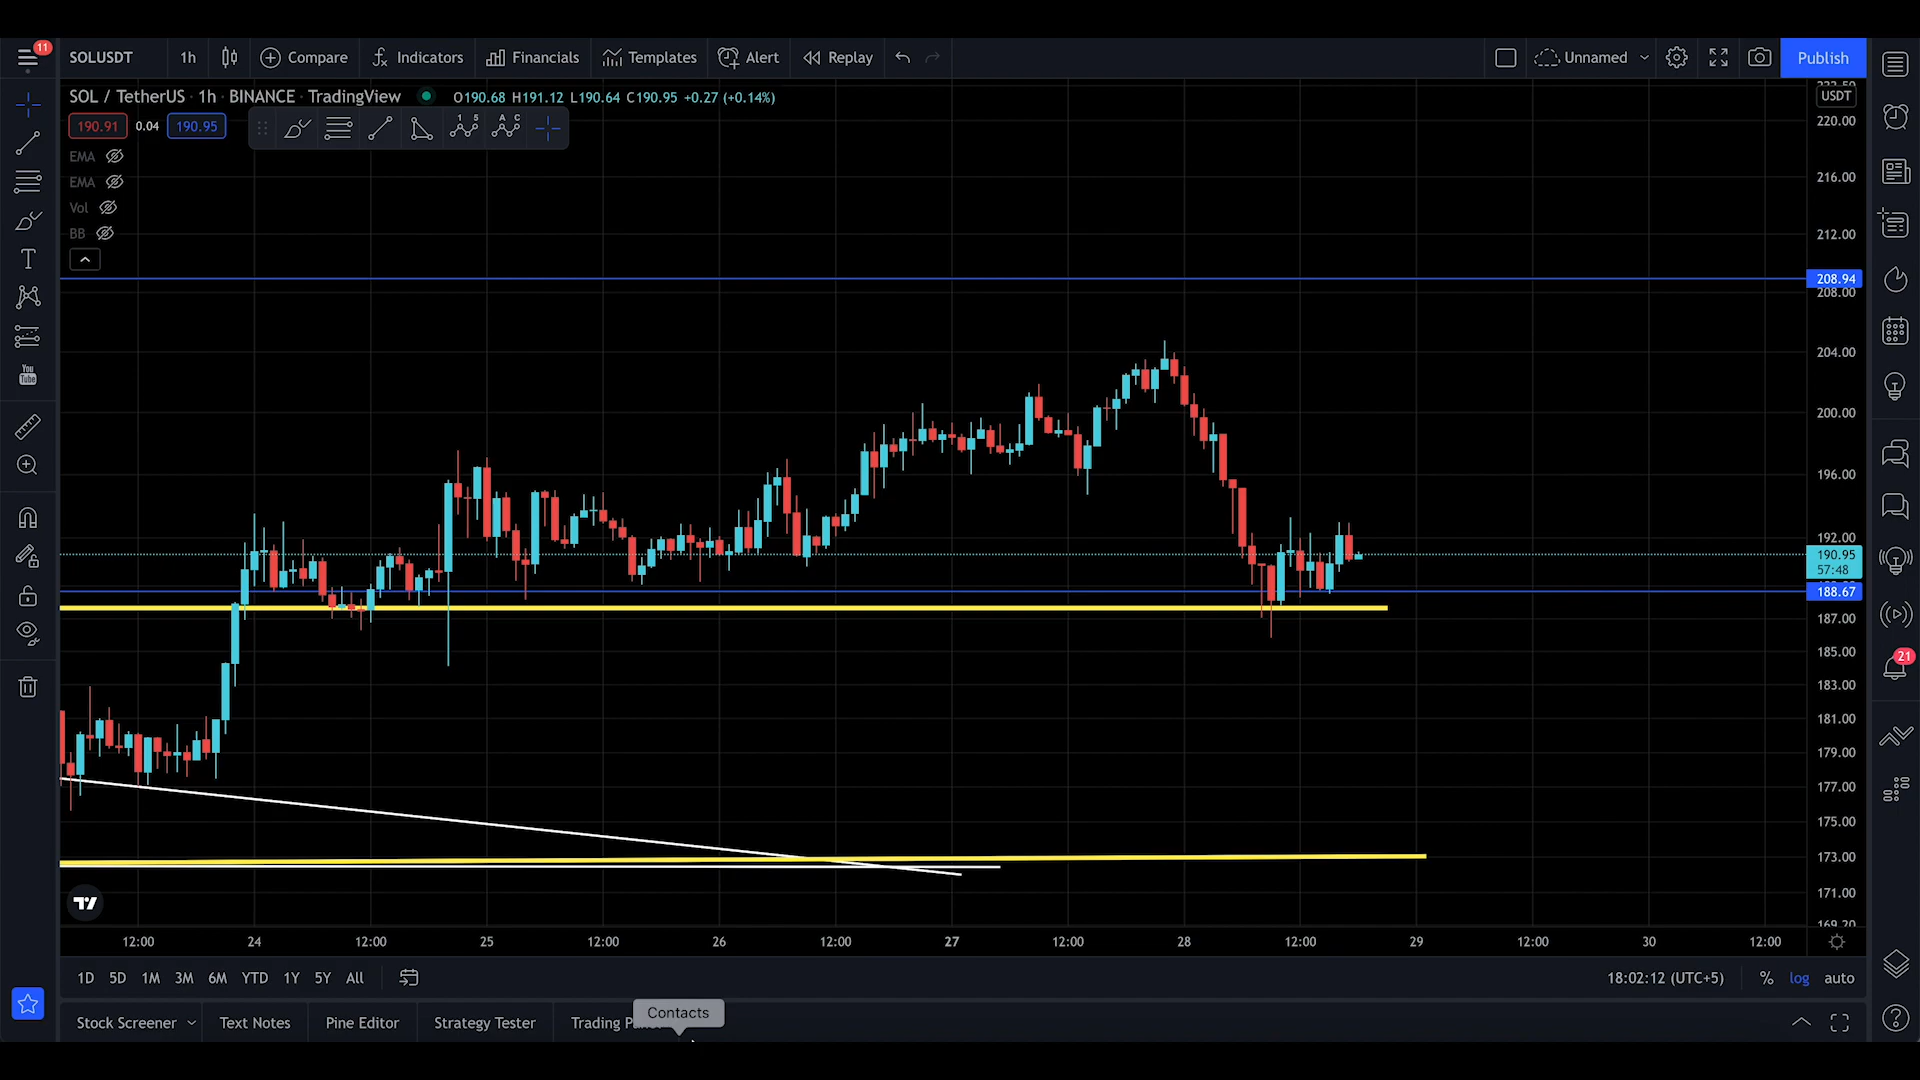 11
SOLUSDT 1h Compare Indicators Financials Templates Alert Replay Unnamed Publish
SOL / TetherUS · 1h · BINANCE · TradingView O190.68 H191.12 L190.64 C190.95 +0.27 (+0.14%)
USDT
190.91 0.04 190.95
1 5
A C
EMA
EMA
Vol
BB
You
Tube
220.00
216.00
212.00
208.94
208.00
204.00
200.00
196.00
192.00
190.95
57:48
188.67
187.00
185.00
183.00
181.00
179.00
177.00
175.00
173.00
171.00
169.20
21
12:00 24 12:00 25 12:00 26 12:00 27 12:00 28 12:00 29 12:00 30 12:00
1D 5D 1M 3M 6M YTD 1Y 5Y All 18:02:12 (UTC+5) % log auto
Contacts
Stock Screener Text Notes Pine Editor Strategy Tester Trading